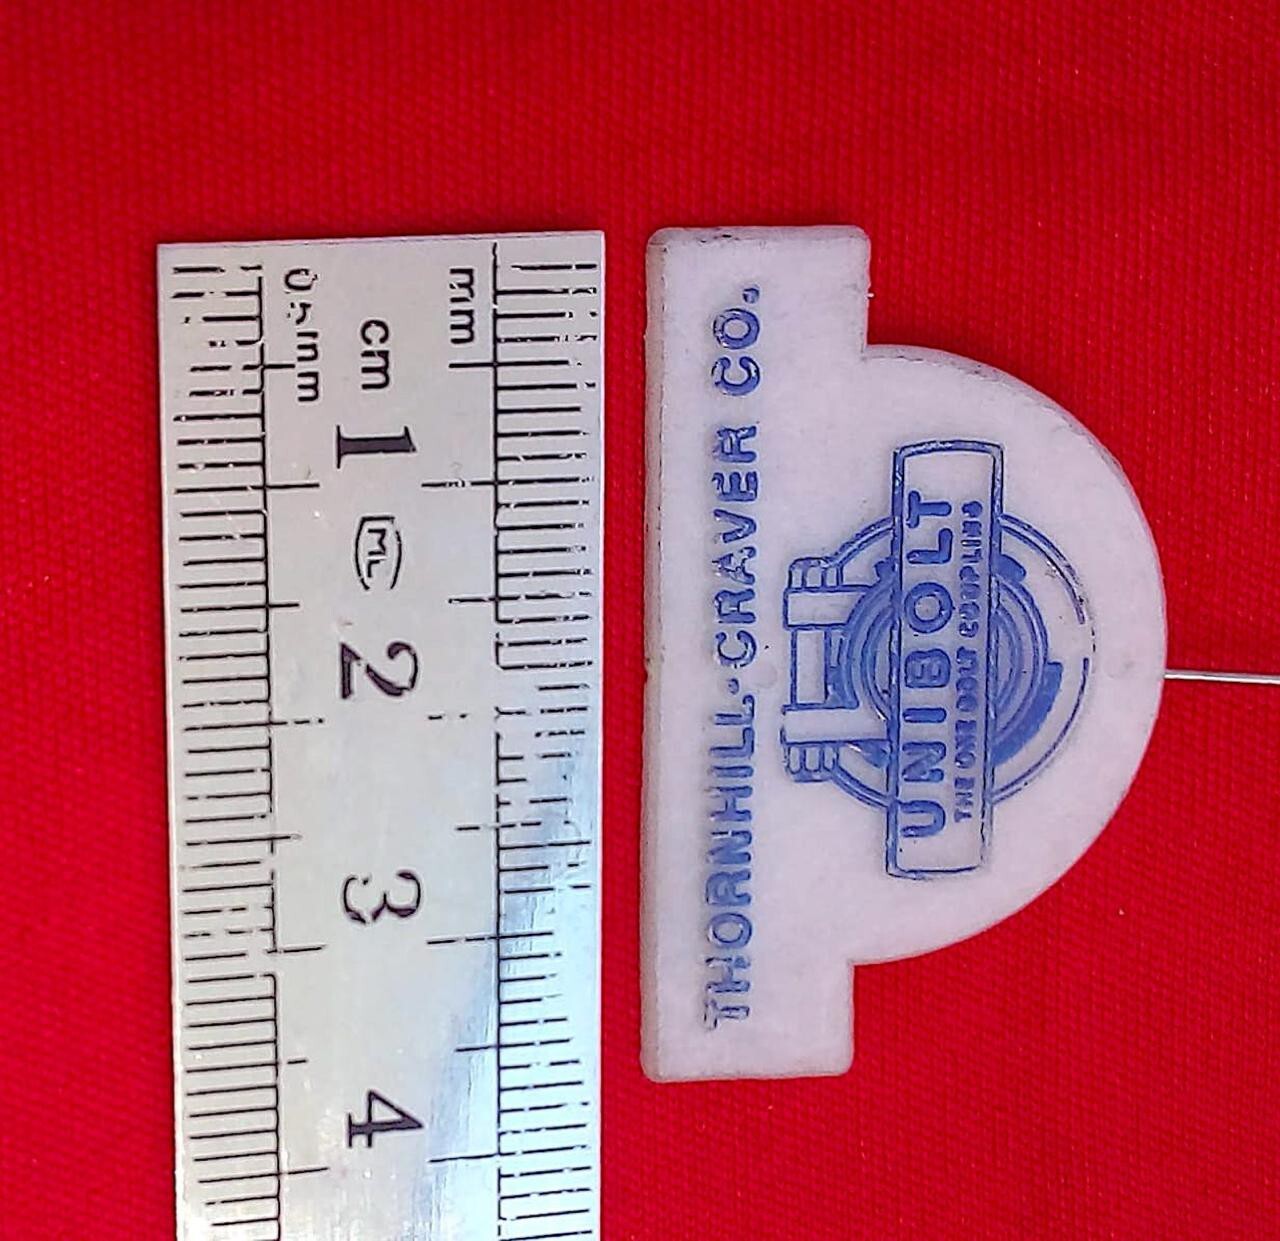 0.5mm
cm
mm
1
ML
2
3
4
THORNHILL-CRAVER CO.
UNIBOLT
THE ONE BOLT COUPLING